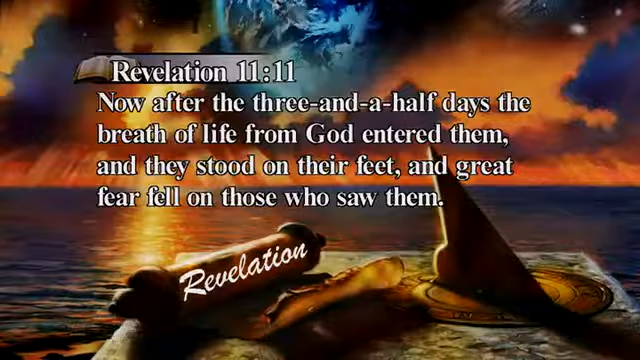 Revelation 11:11
Now after the three-and-a-half days the
breath of life from God entered them,
and they stood on their feet, and great
fear fell on those who saw them.
Revelation